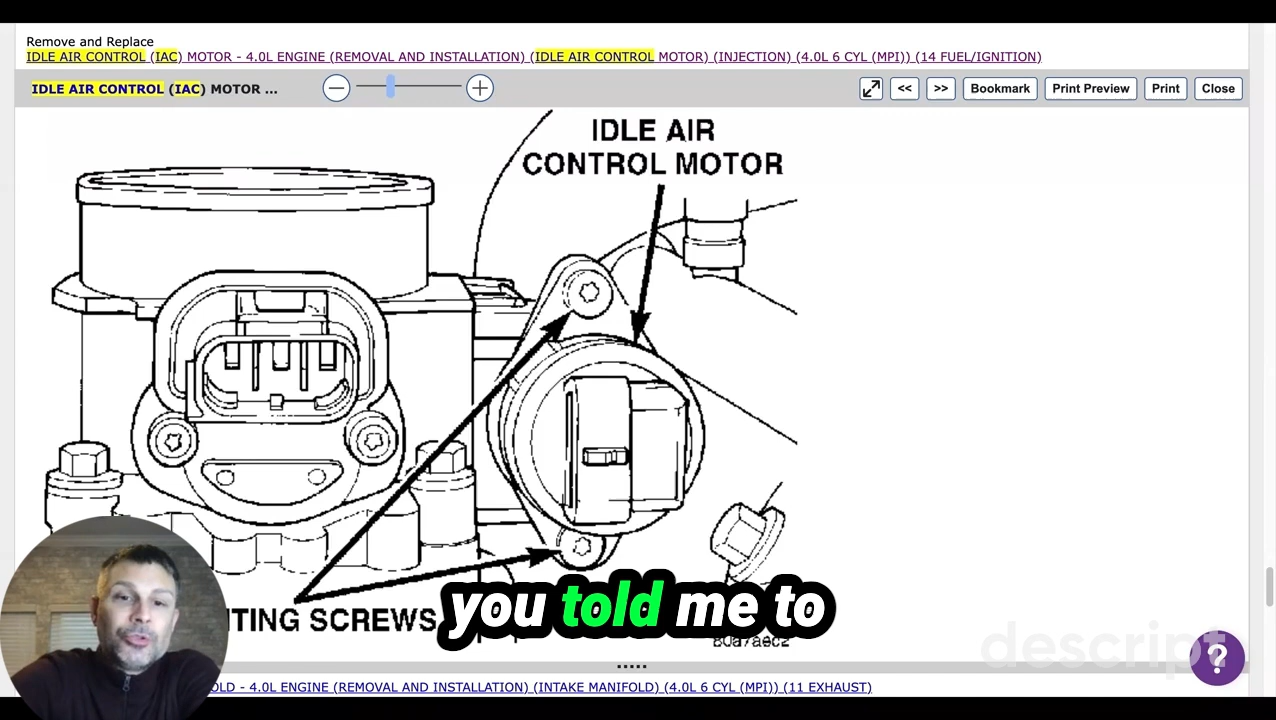 Remove and Replace
IDLE AIR CONTROL (IAC) MOTOR - 4.0L ENGINE (REMOVAL AND INSTALLATION) (IDLE AIR CONTROL MOTOR) (INJECTION) (4.0L 6 CYL (MPI)) (14 FUEL/IGNITION)
IDLE AIR CONTROL (IAC) MOTOR ...
<< >> Bookmark Print Preview Print Close
IDLE AIR
CONTROL MOTOR
NTING SCREWS
you told me to
descript
?
OLD - 4.0L ENGINE (REMOVAL AND INSTALLATION) (INTAKE MANIFOLD) (4.0L 6 CYL (MPI)) (11 EXHAUST)